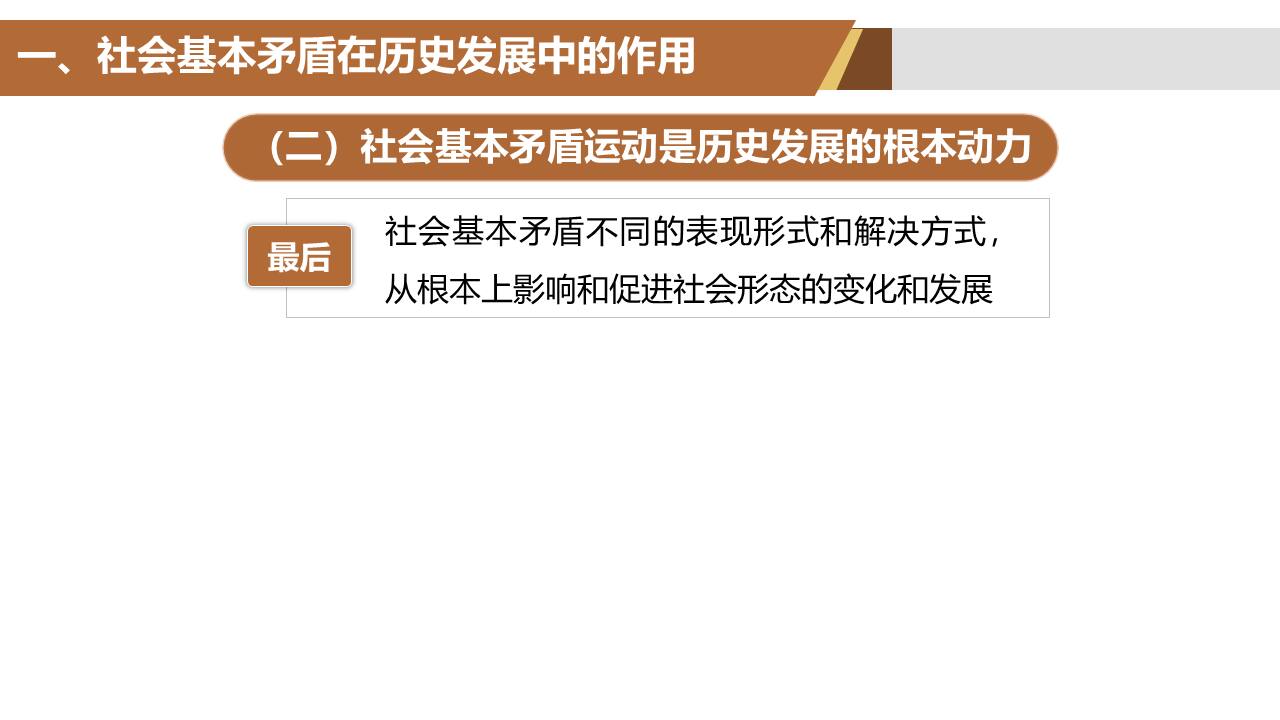 一、社会基本矛盾在历史发展中的作用
（二）社会基本矛盾运动是历史发展的根本动力
最后
社会基本矛盾不同的表现形式和解决方式，
从根本上影响和促进社会形态的变化和发展